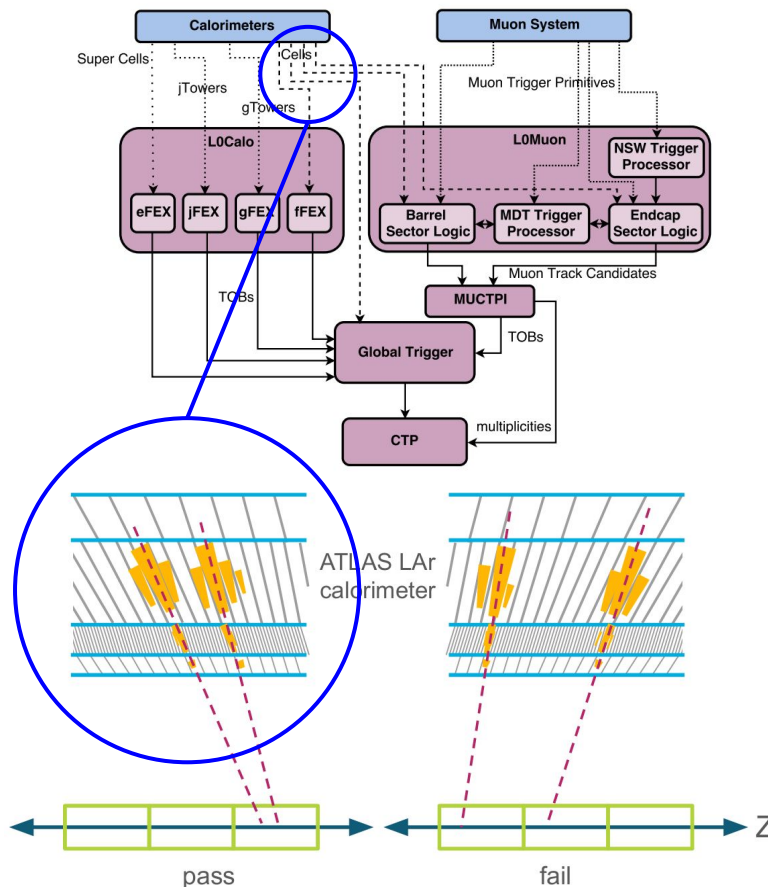 Calorimeters
Muon System
Super Cells
Cells
jTowers
Muon Trigger Primitives
gTowers
L0Calo
L0Muon
NSW Trigger
Processor
eFEX
jFEX
gFEX
fFEX
Barrel
Sector Logic
MDT Trigger
Processor
Endcap
Sector Logic
Muon Track Candidates
TOBs
MUCTPI
TOBs
Global Trigger
multiplicities
CTP
ATLAS LAr
calorimeter
Z
pass
fail